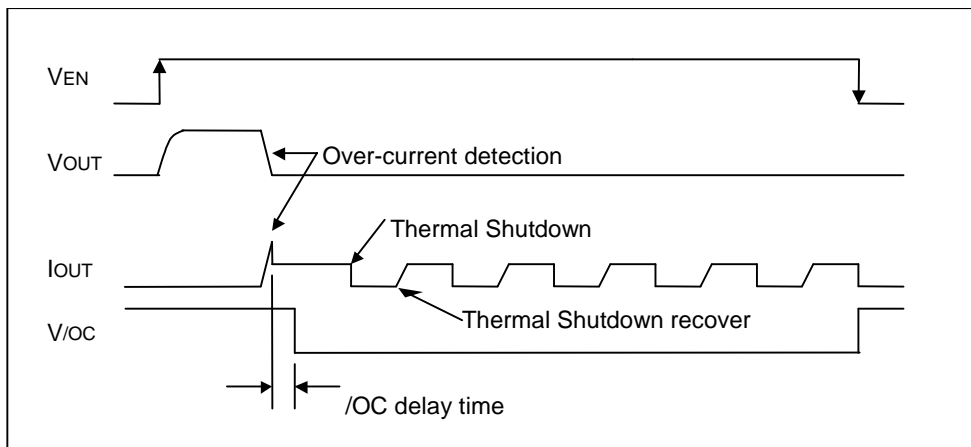 VEN
VOUT
Over-current detection
Thermal Shutdown
IOUT
Thermal Shutdown recover
V/OC
/OC delay time